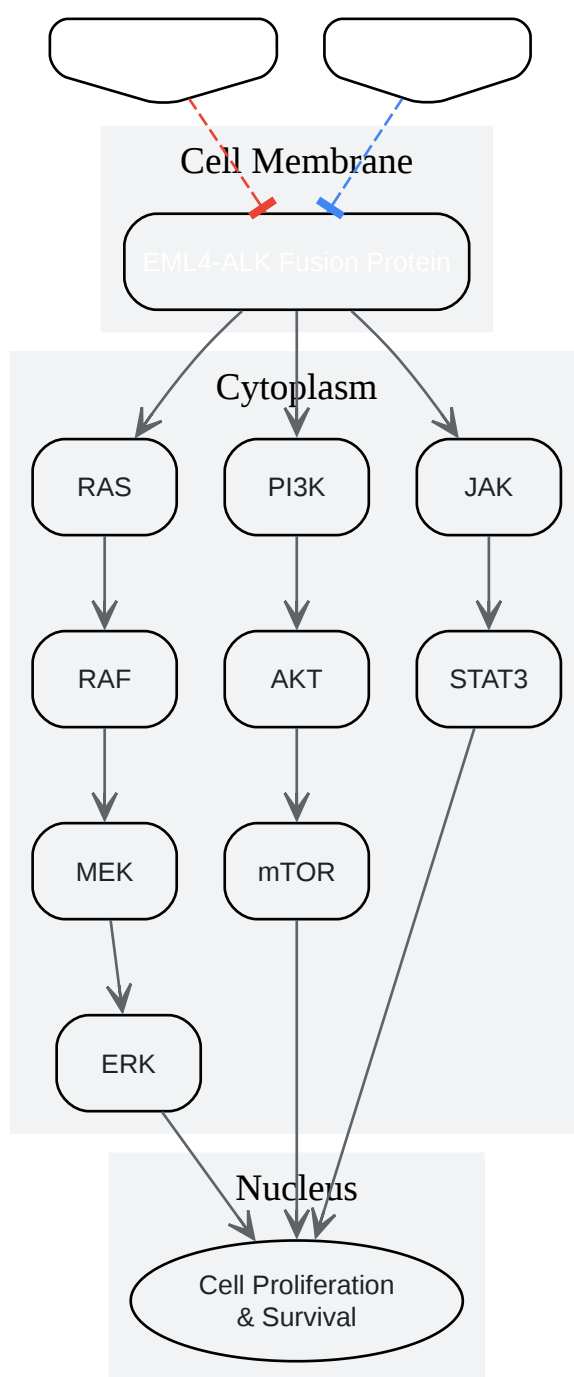 Cell Membrane
EML4-ALK Fusion Protein
Cytoplasm
RAS
PI3K
JAK
RAF
AKT
STAT3
MEK
mTOR
ERK
Nucleus
Cell Proliferation
& Survival